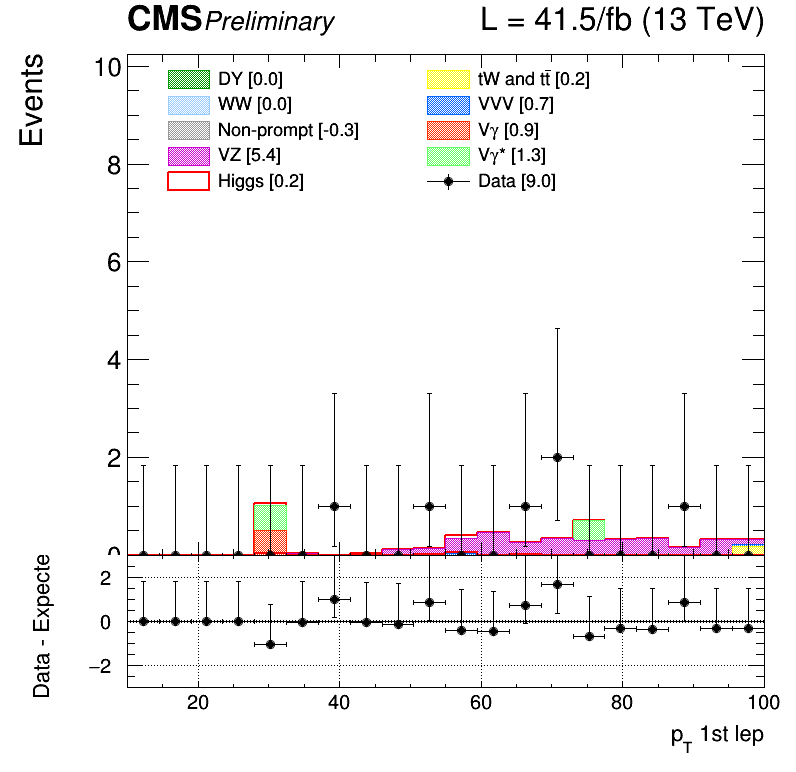 CMS Preliminary L = 41.5/fb (13 TeV)
Events
10
8
6
4
2
0
DY [0.0]
WW [0.0]
Non-prompt [-0.3]
VZ [5.4]
Higgs [0.2]
tW and tt̄ [0.2]
VVV [0.7]
Vγ [0.9]
Vγ* [1.3]
Data [9.0]
Data - Expecte
2
0
−2
20 40 60 80 100
p_T 1st lep